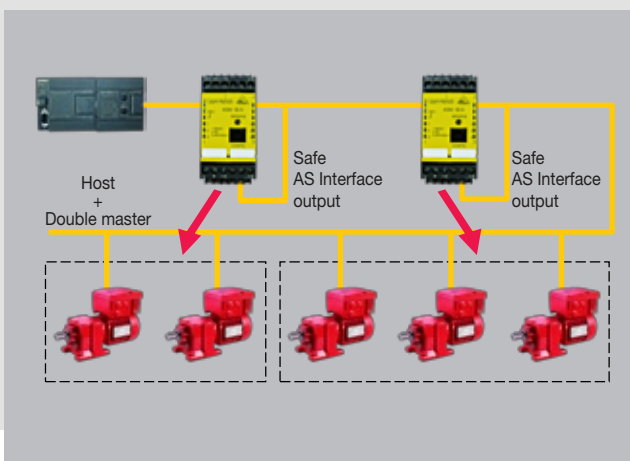 Host
+
Double master
Safe
AS Interface
output
Safe
AS Interface
output